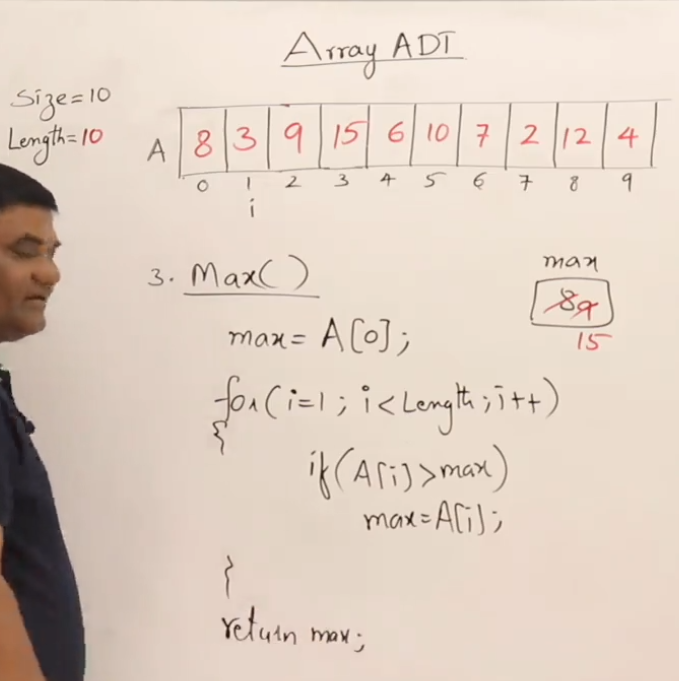 Array ADT
Size=10
Length=10
A 8 3 9 15 6 10 7 2 12 4
0 1 2 3 4 5 6 7 8 9
i
3. Max()
max
89
15
max= A[0];
for(i=1; i<Length; i++)
{
if(A[i]>max)
max=A[i];
}
return max;